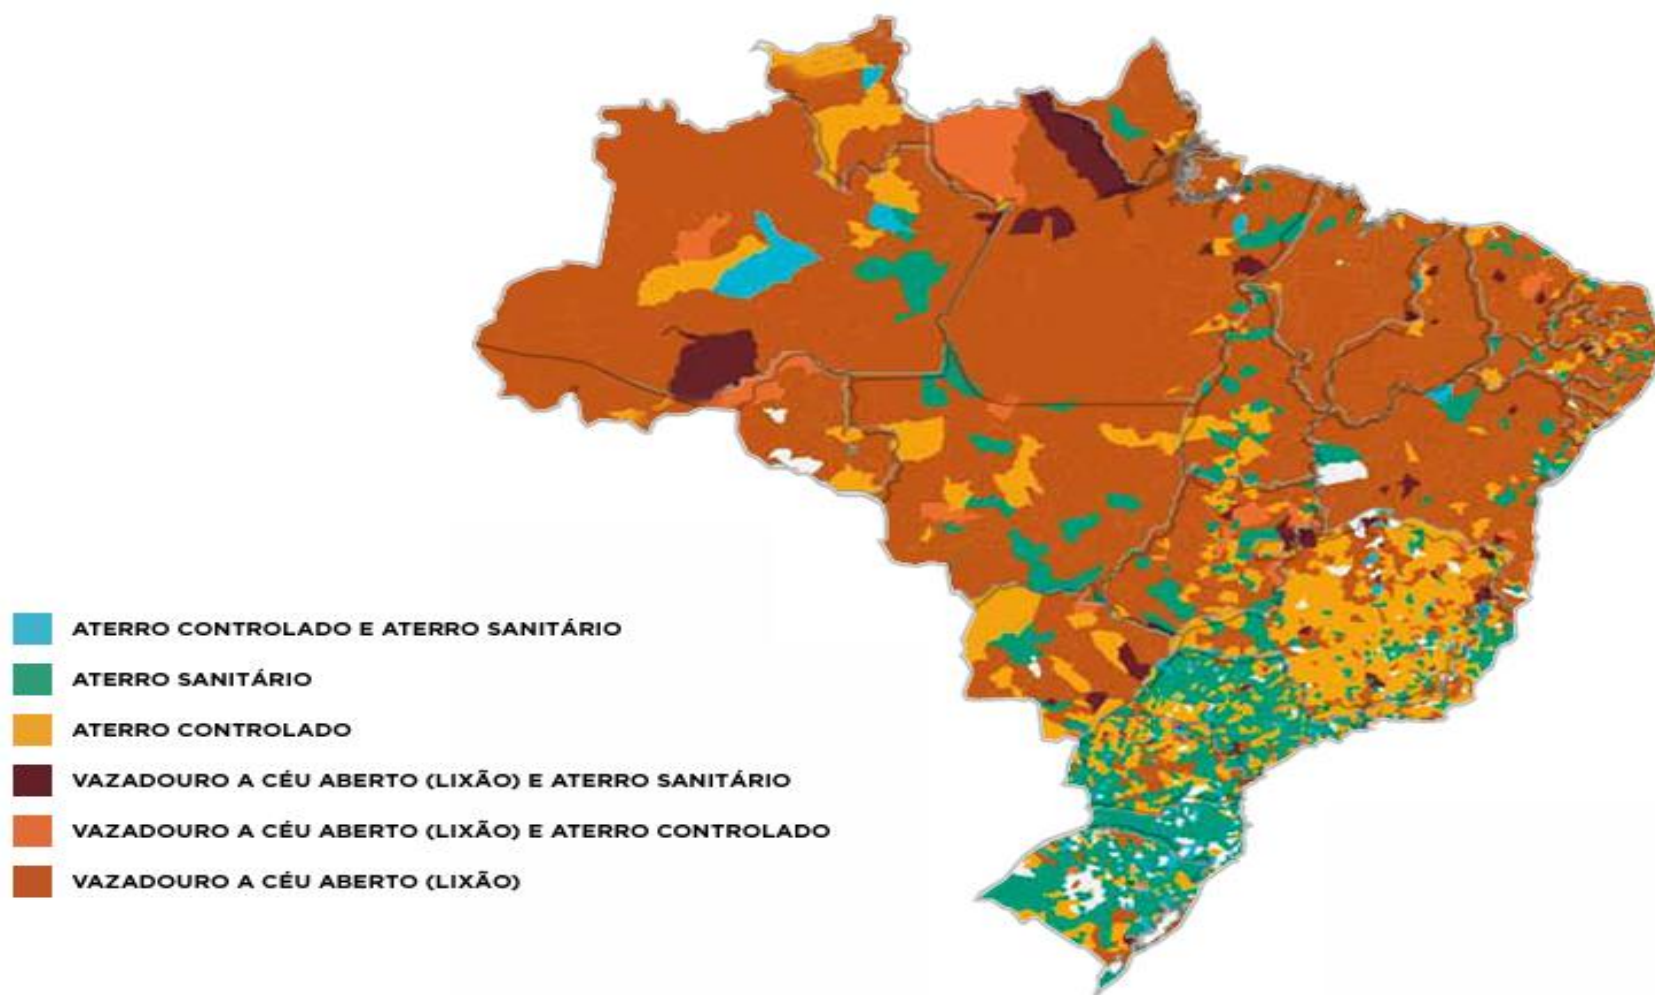 ATERRO CONTROLADO E ATERRO SANITÁRIO
ATERRO SANITÁRIO
ATERRO CONTROLADO
VAZADOURO A CÉU ABERTO (LIXÃO) E ATERRO SANITÁRIO
VAZADOURO A CÉU ABERTO (LIXÃO) E ATERRO CONTROLADO
VAZADOURO A CÉU ABERTO (LIXÃO)